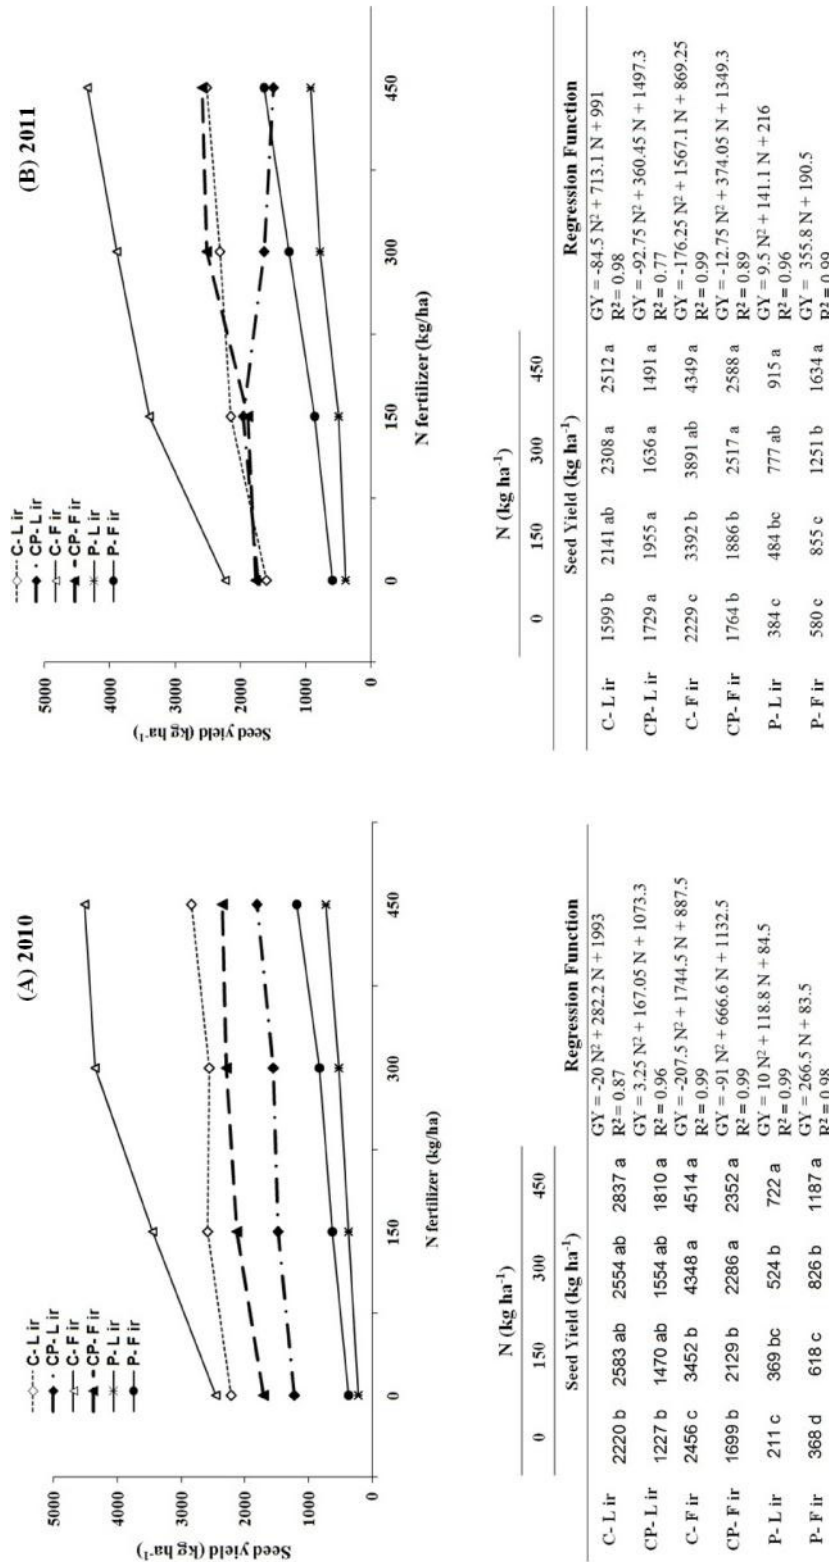 (A) 2010
C- L ir
CP- L ir
C- F ir
CP- F ir
P- L ir
P- F ir
Seed yield (kg ha⁻¹)
5000
4000
3000
2000
1000
0
0 150 300 450
N fertilizer (kg/ha)
N (kg ha⁻¹)
0 150 300 450
Seed Yield (kg ha⁻¹) Regression Function
C- L ir 2220 b 2583 ab 2554 ab 2837 a GY = -20 N² + 282.2 N + 1993
R² = 0.87
CP- L ir 1227 b 1470 ab 1554 ab 1810 a GY = 3.25 N² + 167.05 N + 1073.3
R² = 0.96
C- F ir 2456 c 3452 b 4348 a 4514 a GY = -207.5 N² + 1744.5 N + 887.5
R² = 0.99
CP- F ir 1699 b 2129 b 2286 a 2352 a GY = -91 N² + 666.6 N + 1132.5
R² = 0.99
P- L ir 211 c 369 bc 524 b 722 a GY = 10 N² + 118.8 N + 84.5
R² = 0.99
P- F ir 368 d 618 c 826 b 1187 a GY = 266.5 N + 83.5
R² = 0.98
(B) 2011
C- L ir
CP- L ir
C- F ir
CP- F ir
P- L ir
P- F ir
Seed yield (kg ha⁻¹)
5000
4000
3000
2000
1000
0
0 150 300 450
N fertilizer (kg/ha)
N (kg ha⁻¹)
0 150 300 450
Seed Yield (kg ha⁻¹) Regression Function
C- L ir 1599 b 2141 ab 2308 a 2512 a GY = -84.5 N² + 713.1 N + 991
R² = 0.98
CP- L ir 1729 a 1955 a 1636 a 1491 a GY = -92.75 N² + 360.45 N + 1497.3
R² = 0.77
C- F ir 2229 c 3392 b 3891 ab 4349 a GY = -176.25 N² + 1567.1 N + 869.25
R² = 0.99
CP- F ir 1764 b 1886 b 2517 a 2588 a GY = -12.75 N² + 374.05 N + 1349.3
R² = 0.89
P- L ir 384 c 484 bc 777 ab 915 a GY = 9.5 N² + 141.1 N + 216
R² = 0.96
P- F ir 580 c 855 c 1251 b 1634 a GY = 355.8 N + 190.5
R² = 0.99